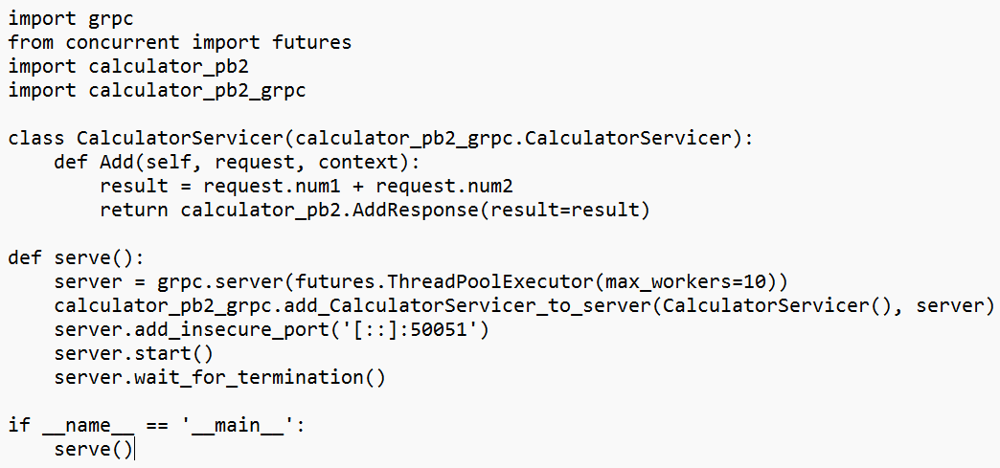 import grpc
from concurrent import futures
import calculator_pb2
import calculator_pb2_grpc

class CalculatorServicer(calculator_pb2_grpc.CalculatorServicer):
    def Add(self, request, context):
        result = request.num1 + request.num2
        return calculator_pb2.AddResponse(result=result)

def serve():
    server = grpc.server(futures.ThreadPoolExecutor(max_workers=10))
    calculator_pb2_grpc.add_CalculatorServicer_to_server(CalculatorServicer(), server)
    server.add_insecure_port('[::]:50051')
    server.start()
    server.wait_for_termination()

if __name__ == '__main__':
    serve()